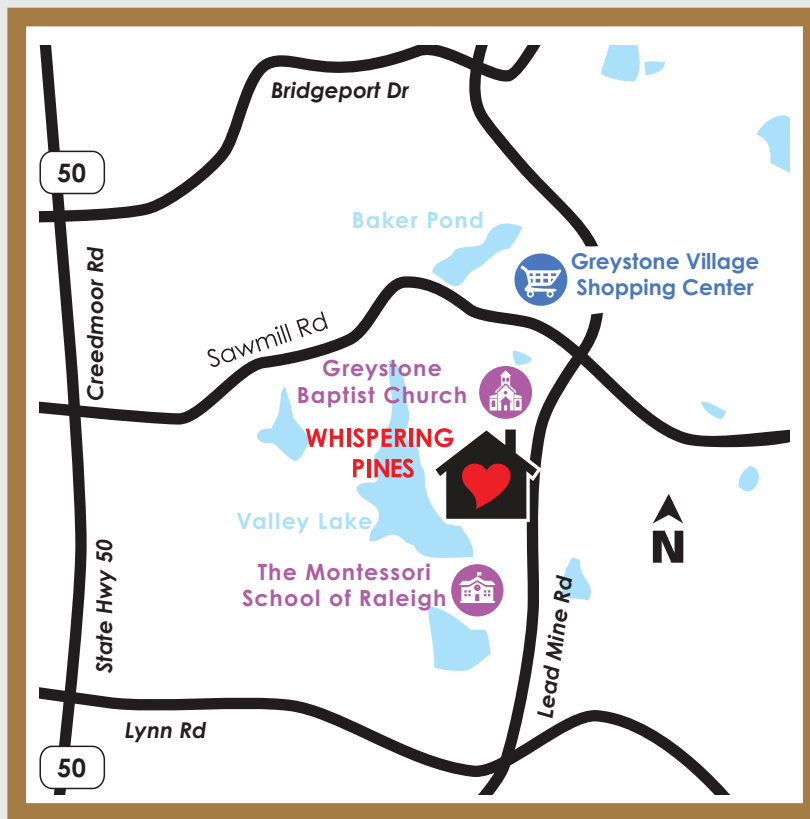 Bridgeport Dr
50
Baker Pond
Creedmoor Rd
Greystone Village
Shopping Center
Sawmill Rd
Greystone
Baptist Church
WHISPERING
PINES
Valley Lake
N
The Montessori
School of Raleigh
State Hwy 50
Lead Mine Rd
Lynn Rd
50